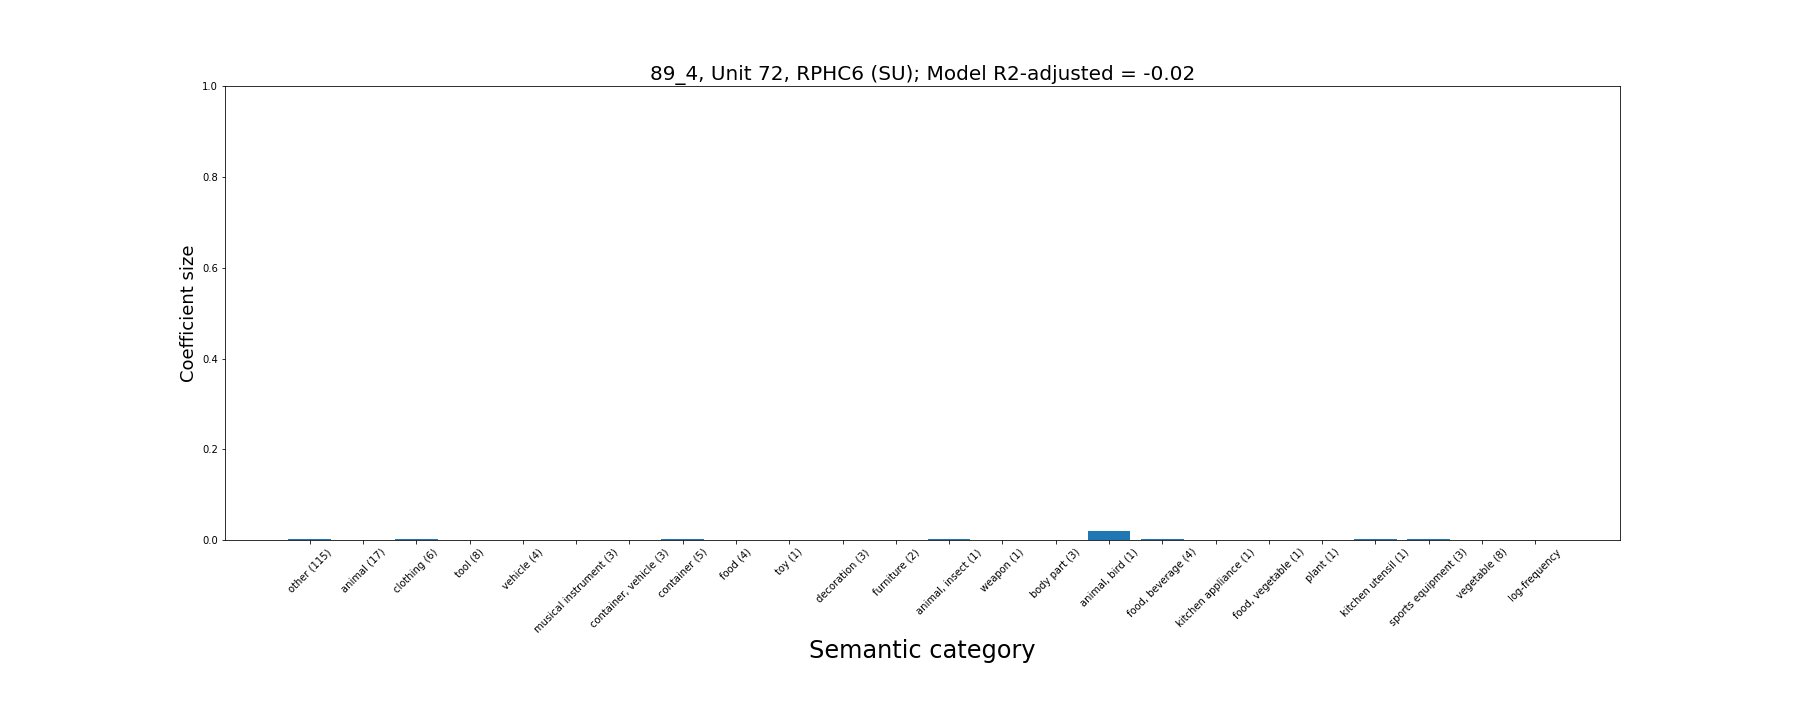 89_4, Unit 72, RPHC6 (SU); Model R2-adjusted = -0.02
1.0
0.8
0.6
0.4
0.2
0.0
Coefficient size
other (115)
animal (17)
clothing (6)
tool (8)
vehicle (4)
musical instrument (3)
container, vehicle (3)
container (5)
food (4)
toy (1)
decoration (3)
furniture (2)
animal, insect (1)
weapon (1)
body part (3)
animal, bird (1)
food, beverage (4)
kitchen appliance (1)
food, vegetable (1)
plant (1)
kitchen utensil (1)
sports equipment (3)
vegetable (8)
log-frequency
Semantic category